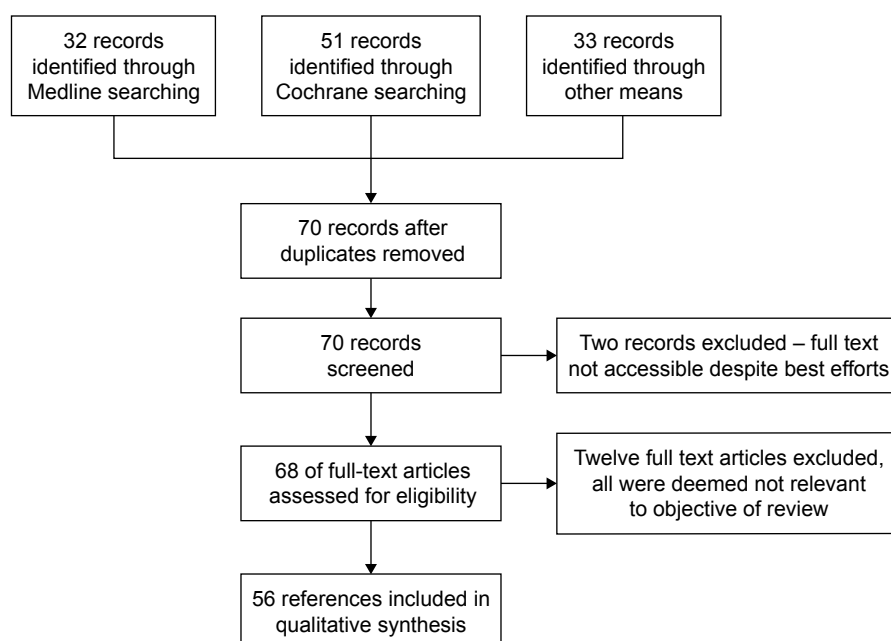 32 records
identified through
Medline searching
51 records
identified through
Cochrane searching
33 records
identified through
other means
70 records after
duplicates removed
70 records
screened
Two records excluded – full text
not accessible despite best efforts
68 of full-text articles
assessed for eligibility
Twelve full text articles excluded,
all were deemed not relevant
to objective of review
56 references included in
qualitative synthesis